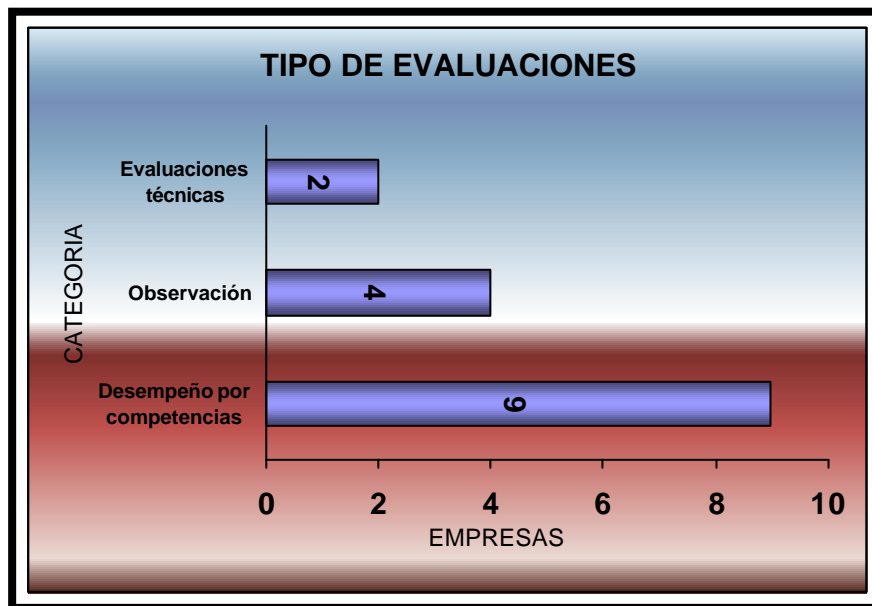 TIPO DE EVALUACIONES
Evaluaciones
técnicas
2
Observación
4
Desempeño por
competencias
9
CATEGORIA
0 2 4 6 8 10
EMPRESAS